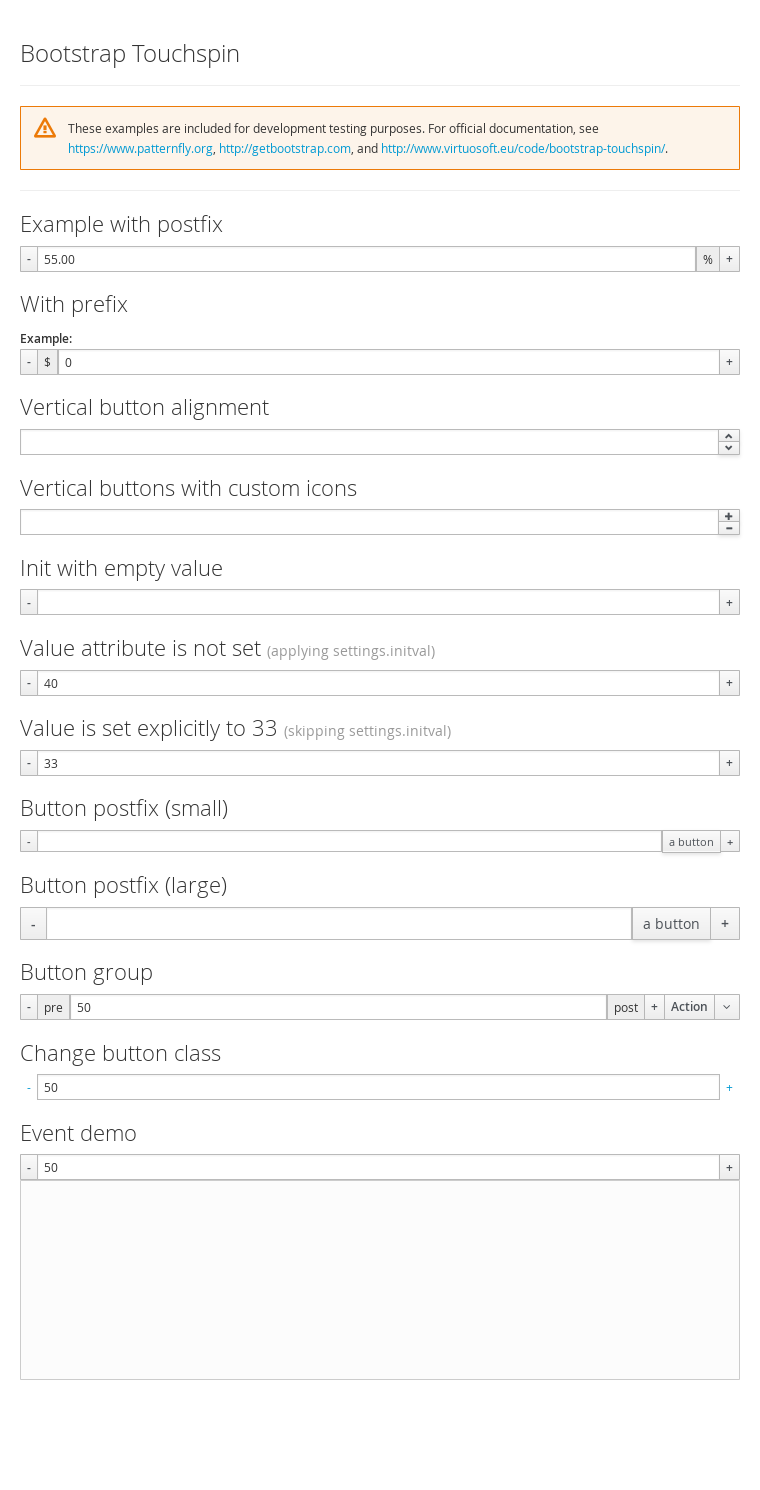 Bootstrap Touchspin
These examples are included for development testing purposes. For official documentation, see
https://www.patternfly.org, http://getbootstrap.com, and http://www.virtuosoft.eu/code/bootstrap-touchspin/.
Example with postfix
- 55.00 % +
With prefix
Example:
- $ 0 +
Vertical button alignment
Vertical buttons with custom icons
Init with empty value
- +
Value attribute is not set (applying settings.initval)
- 40 +
Value is set explicitly to 33 (skipping settings.initval)
- 33 +
Button postfix (small)
- a button +
Button postfix (large)
- a button +
Button group
- pre 50 post + Action
Change button class
- 50 +
Event demo
- 50 +